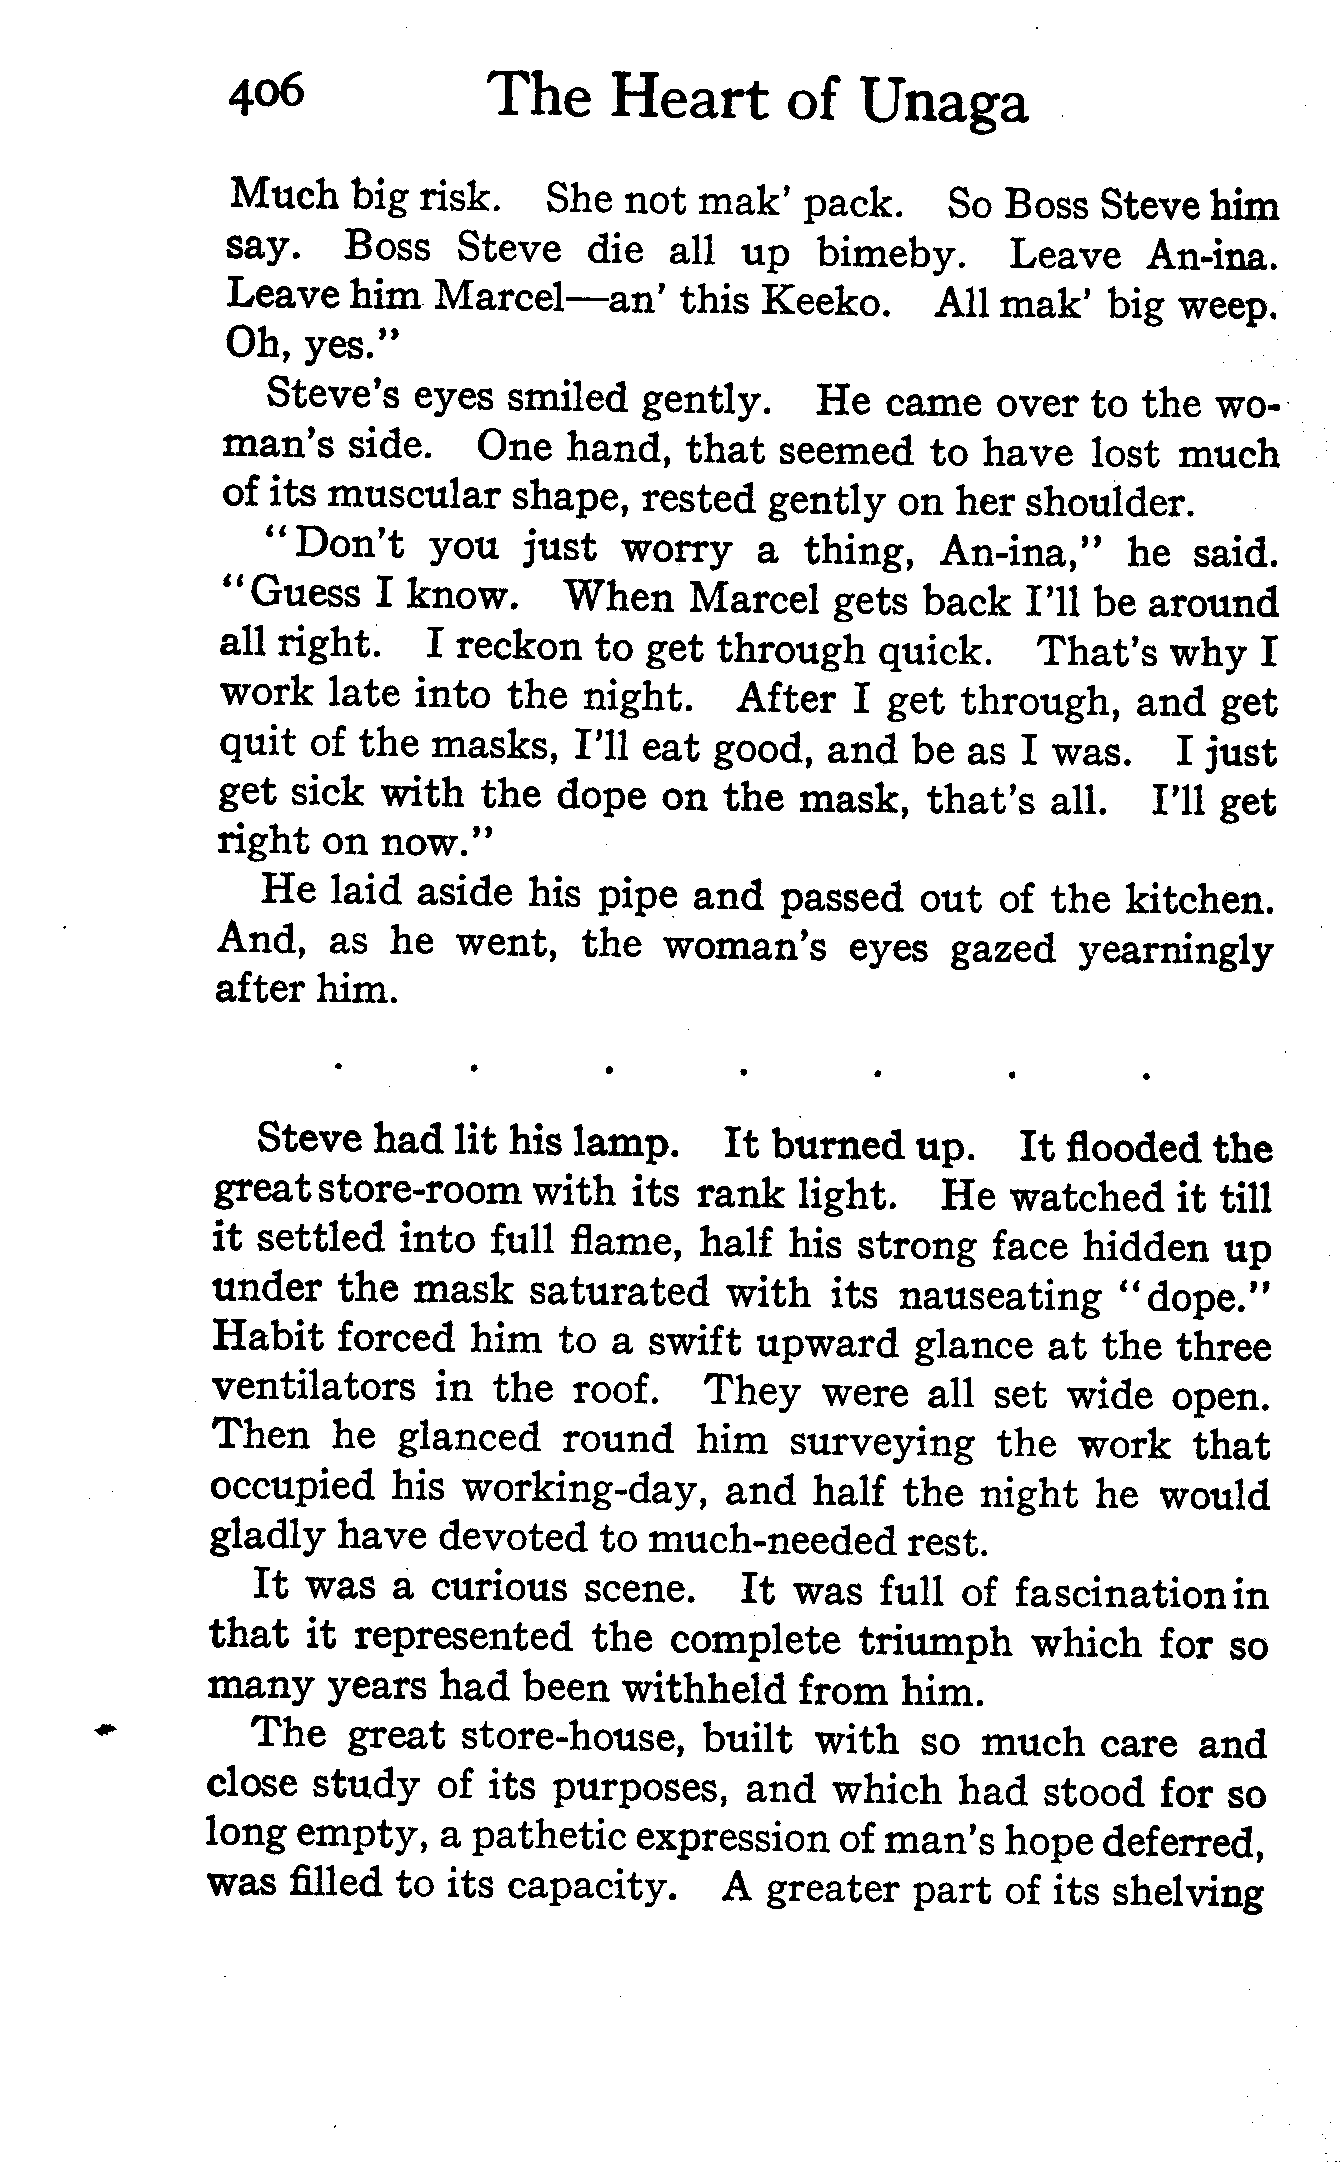 406 The Heart of Unaga
Much big risk. She not mak' pack. So Boss Steve him
say. Boss Steve die all up bimeby. Leave An-ina.
Leave him Marcel—an' this Keeko. All mak' big weep.
Oh, yes."
Steve's eyes smiled gently. He came over to the wo-
man's side. One hand, that seemed to have lost much
of its muscular shape, rested gently on her shoulder.
"Don't you just worry a thing, An-ina," he said.
"Guess I know. When Marcel gets back I'll be around
all right. I reckon to get through quick. That's why I
work late into the night. After I get through, and get
quit of the masks, I'll eat good, and be as I was. I just
get sick with the dope on the mask, that's all. I'll get
right on now."
He laid aside his pipe and passed out of the kitchen.
And, as he went, the woman's eyes gazed yearningly
after him.
. . . . . . .
Steve had lit his lamp. It burned up. It flooded the
great store-room with its rank light. He watched it till
it settled into full flame, half his strong face hidden up
under the mask saturated with its nauseating "dope."
Habit forced him to a swift upward glance at the three
ventilators in the roof. They were all set wide open.
Then he glanced round him surveying the work that
occupied his working-day, and half the night he would
gladly have devoted to much-needed rest.
It was a curious scene. It was full of fascination in
that it represented the complete triumph which for so
many years had been withheld from him.
The great store-house, built with so much care and
close study of its purposes, and which had stood for so
long empty, a pathetic expression of man's hope deferred,
was filled to its capacity. A greater part of its shelving